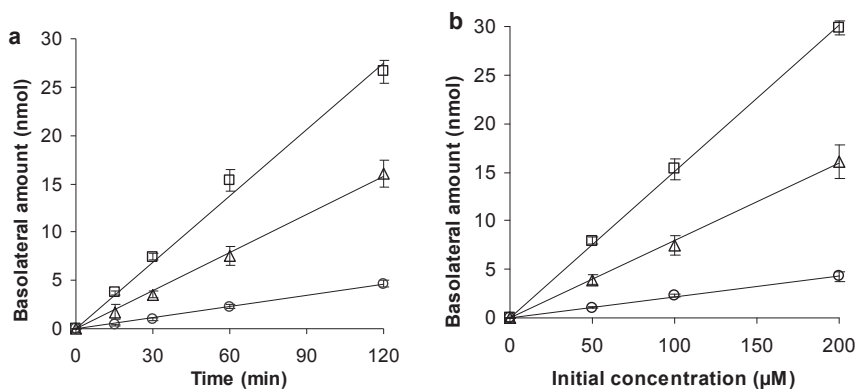 a
Basolateral amount (nmol)
30
25
20
15
10
5
0
0 30 60 90 120
Time (min)
b
Basolateral amount (nmol)
30
25
20
15
10
5
0
0 50 100 150 200
Initial concentration (µM)